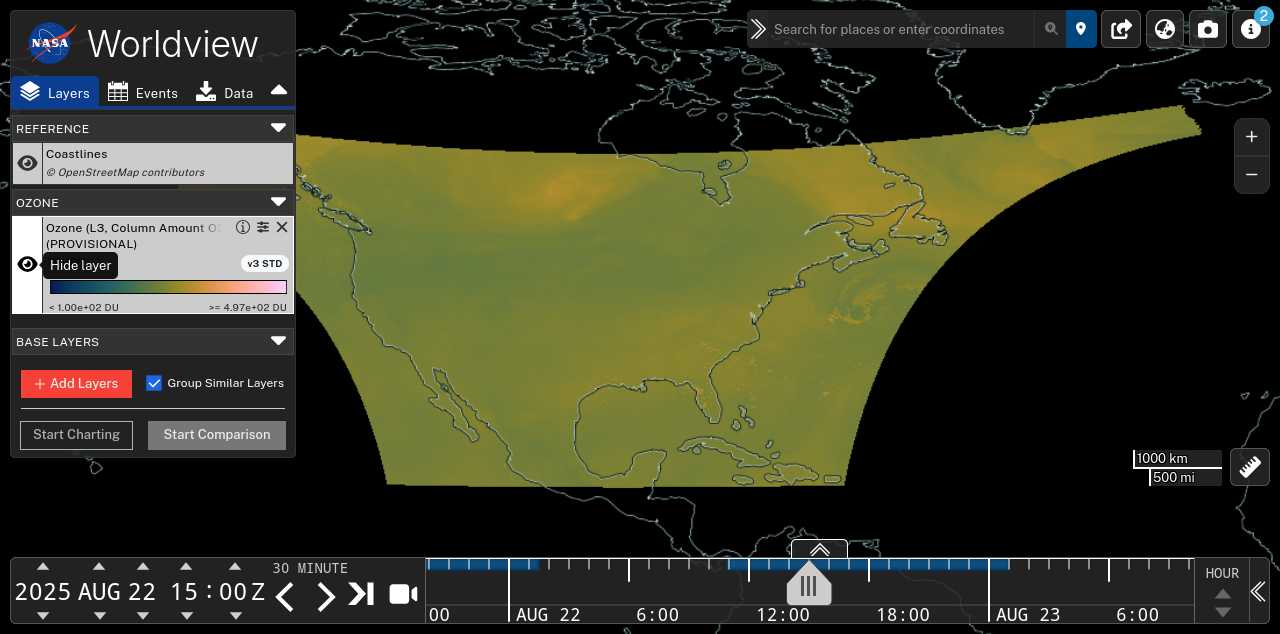 NASA
Worldview
Layers
Events
Data
REFERENCE
Coastlines
© OpenStreetMap contributors
OZONE
Ozone (L3, Column Amount
(PROVISIONAL)
Hide layer
v3 STD
< 1.00e+02 DU
>= 4.97e+02 DU
BASE LAYERS
+ Add Layers
Group Similar Layers
Start Charting
Start Comparison
Search for places or enter coordinates
2
+
−
1000 km
500 mi
2025 AUG 22 15 : 00 Z
30 MINUTE
00
AUG 22
6:00
12:00
18:00
AUG 23
6:00
HOUR